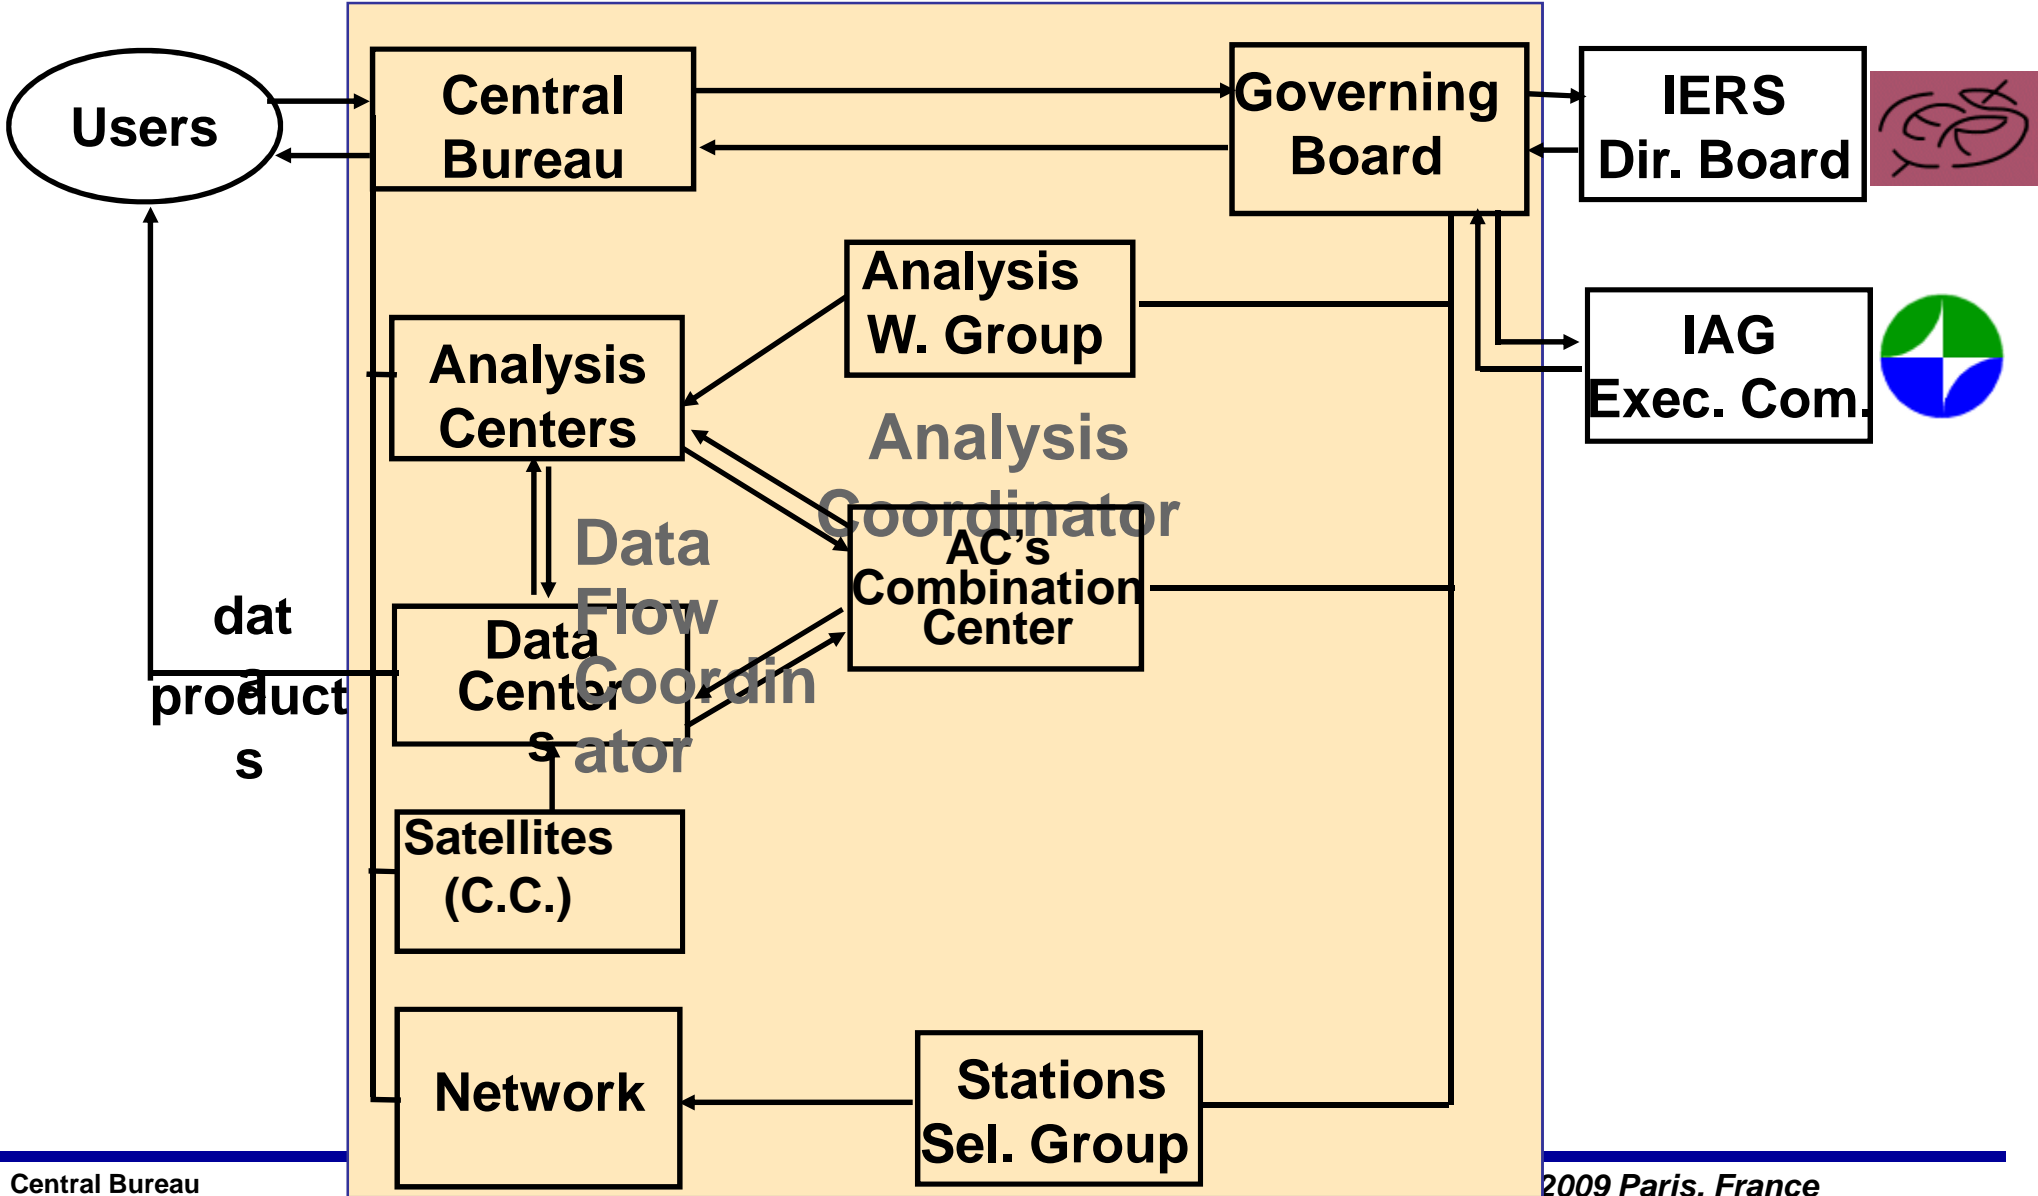 Users
Central
Bureau
Governing
Board
IERS
Dir. Board
Analysis
W. Group
IAG
Exec. Com.
Analysis
Centers
Analysis
Coordinator
AC's
Combination
Center
Data
Flow
Coordin
ator
dat
a
product
s
Data
Center
s
Satellites
(C.C.)
Network
Stations
Sel. Group
Central Bureau
2009 Paris, France